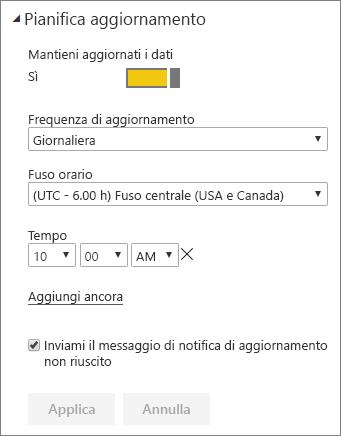 Pianifica aggiornamento
Mantieni aggiornati i dati
Sì
Frequenza di aggiornamento
Giornaliera
Fuso orario
(UTC - 6.00 h) Fuso centrale (USA e Canada)
Tempo
10 00 AM
Aggiungi ancora
Inviami il messaggio di notifica di aggiornamento
non riuscito
Applica Annulla